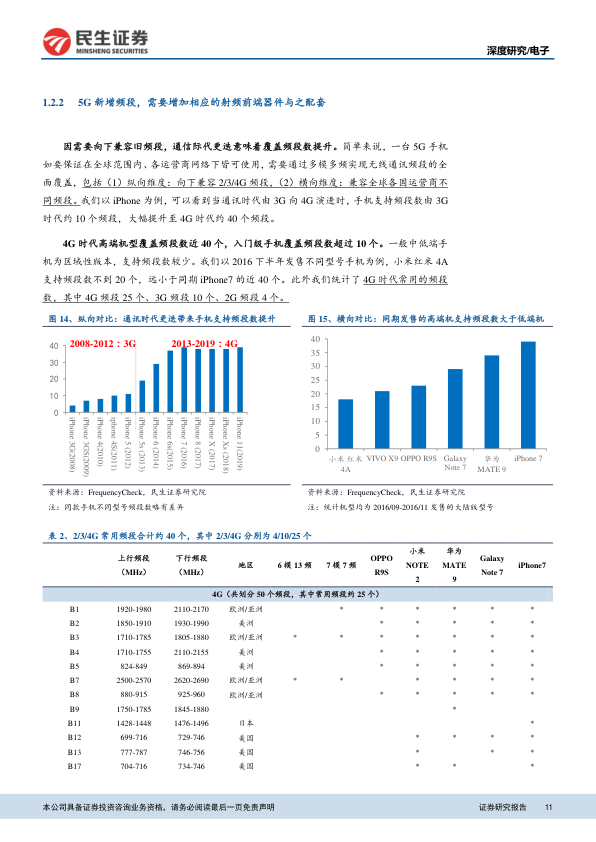 民生证券
MINSHENG SECURITIES
深度研究/电子
1.2.2 5G 新增频段，需要增加相应的射频前端器件与之配套
因需要向下兼容旧频段，通信际代更迭意味着覆盖频段数提升。简单来说，一台 5G 手机
如要保证在全球范围内、各运营商网络下皆可使用，需要通过多模多频实现无线通讯频段的全
面覆盖，包括（1）纵向维度：向下兼容 2/3/4G 频段，（2）横向维度：兼容全球各国运营商不
同频段。我们以 iPhone 为例，可以看到当通讯时代由 3G 向 4G 演进时，手机支持频段数由 3G
时代约 10 个频段， 大幅提升至 4G 时代约 40 个频段。
4G 时代高端机型覆盖频段数近 40 个，入门级手机覆盖频段数超过 10 个。一般中低端手
机为区域性版本，支持频段数较少。我们以 2016 下半年发售不同型号手机为例，小米红米 4A
支持频段数不到 20 个，远小于同期 iPhone7 的近 40 个。此外我们统计了 4G 时代常用的频段
数，其中 4G 频段 25 个、3G 频段 10 个、2G 频段 4 个。
图 14、纵向对比：通讯时代更迭带来手机支持频段数提升
40
30
20
10
0
2008-2012：3G
2013-2019：4G
iPhone 3G(2008)
iPhone 3GS(2009)
iPhone 4(2010)
iphone 4S(2011)
iPhone 5 (2012)
iPhone 5s (2013)
iPhone 6 (2014)
iPhone 6s(2015)
iPhone 7 (2016)
iPhone 8 (2017)
iPhone X (2017)
iPhone Xs (2018)
iPhone 11(2019)
资料来源：FrequencyCheck，民生证券研究院
注：同款手机不同型号频段数略有差异
图 15、横向对比：同期发售的高端机支持频段数大于低端机
40
35
30
25
20
15
10
5
0
小米 红米 VIVO X9 OPPO R9S Galaxy 华为 iPhone 7
4A Note 7 MATE 9
资料来源：FrequencyCheck，民生证券研究院
注：统计机型均为 2016/09-2016/11 发售的大陆版型号
表 2、2/3/4G 常用频段合计约 40 个，其中 2/3/4G 分别为 4/10/25 个
上行频段 下行频段 地区 6 模 13 频 7 模 7 频 OPPO 小米 华为 Galaxy iPhone7
（MHz） （MHz） R9S NOTE MATE Note 7
2 9
4G（共划分 50 个频段，其中常用频段约 25 个）
B1 1920-1980 2110-2170 欧洲/亚洲 * * * * * *
B2 1850-1910 1930-1990 美洲 * * * * *
B3 1710-1785 1805-1880 欧洲/亚洲 * * * * * * *
B4 1710-1755 2110-2155 美洲 * * * * *
B5 824-849 869-894 美洲 * * * * *
B7 2500-2570 2620-2690 欧洲/亚洲 * * * * * *
B8 880-915 925-960 欧洲/亚洲 * * * * *
B9 1750-1785 1845-1880 *
B11 1428-1448 1476-1496 日本 *
B12 699-716 729-746 美国 * * * *
B13 777-787 746-756 美国 * * *
B17 704-716 734-746 美国 * * *
本公司具备证券投资咨询业务资格，请务必阅读最后一页免责声明
证券研究报告 11